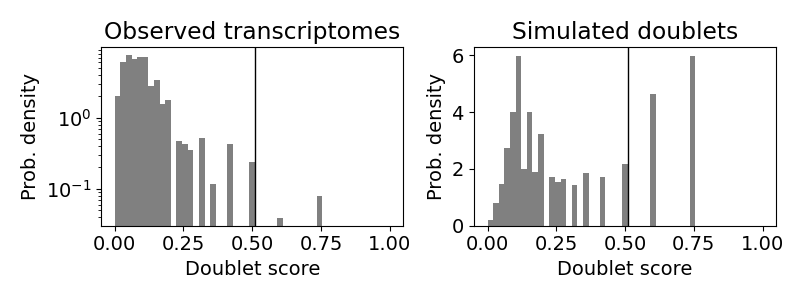 Observed transcriptomes
Prob. density
10⁰
10⁻¹
0.00 0.25 0.50 0.75 1.00
Doublet score
Simulated doublets
Prob. density
6
4
2
0
0.00 0.25 0.50 0.75 1.00
Doublet score